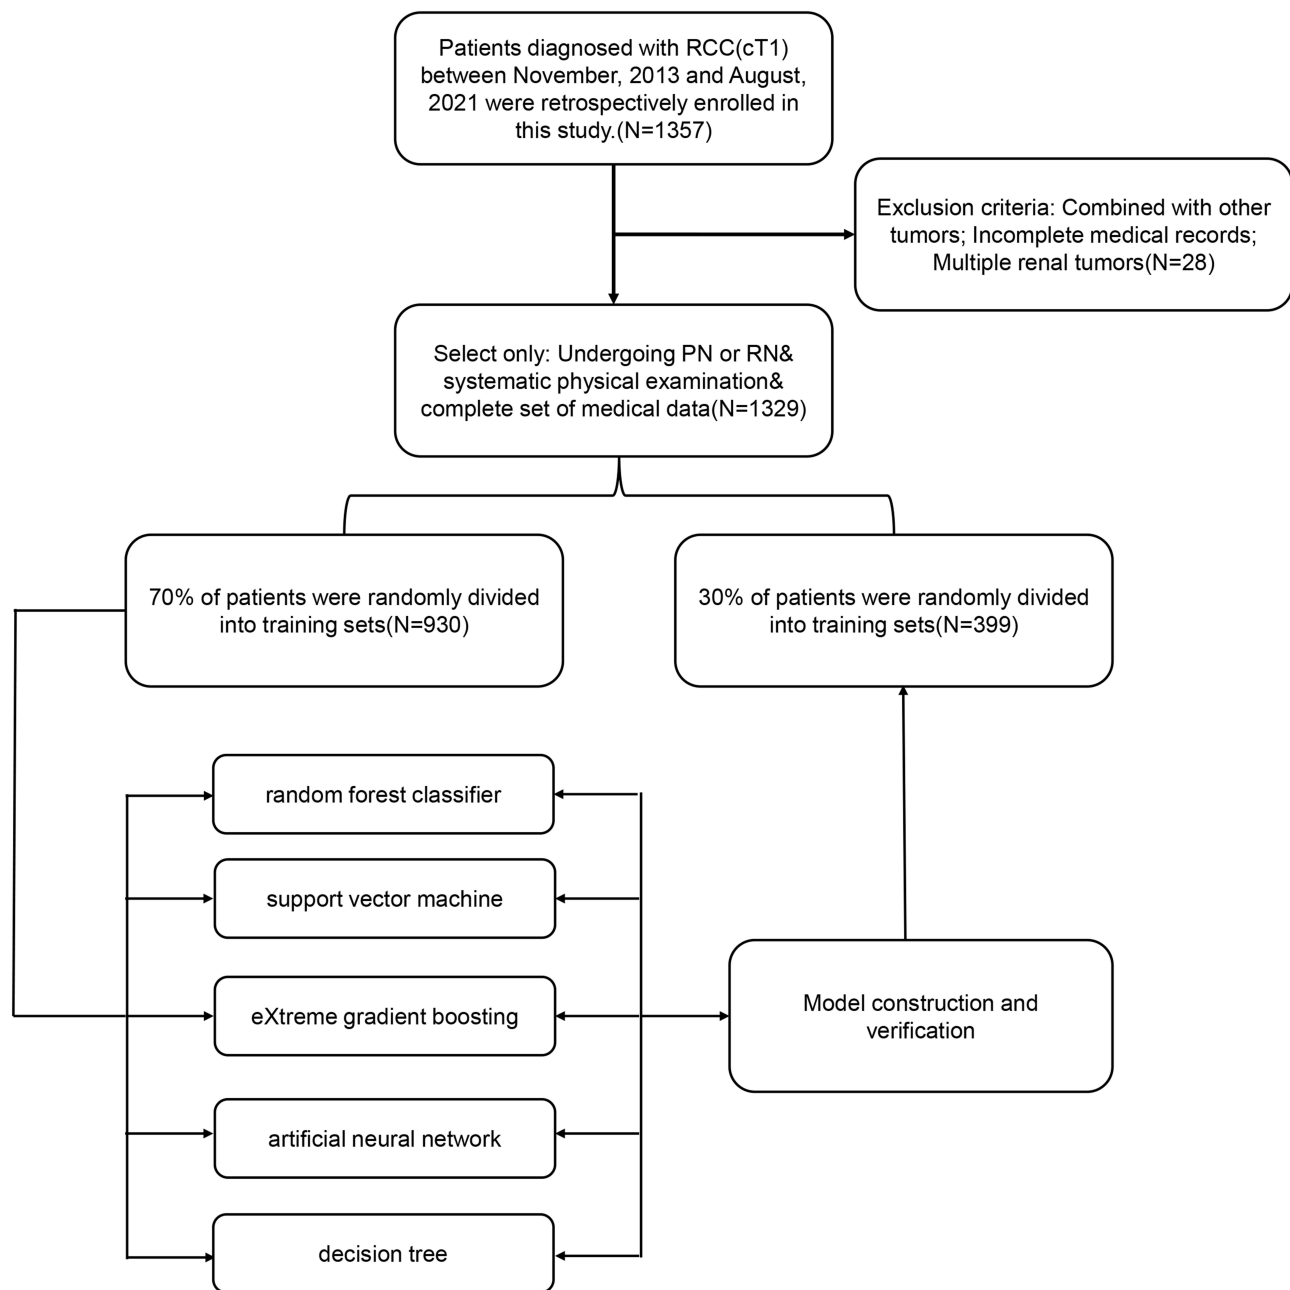 Patients diagnosed with RCC(cT1)
between November, 2013 and August,
2021 were retrospectively enrolled in
this study.(N=1357)
Exclusion criteria: Combined with other
tumors; Incomplete medical records;
Multiple renal tumors(N=28)
Select only: Undergoing PN or RN&
systematic physical examination&
complete set of medical data(N=1329)
70% of patients were randomly divided
into training sets(N=930)
30% of patients were randomly divided
into training sets(N=399)
random forest classifier
support vector machine
eXtreme gradient boosting
Model construction and
verification
artificial neural network
decision tree